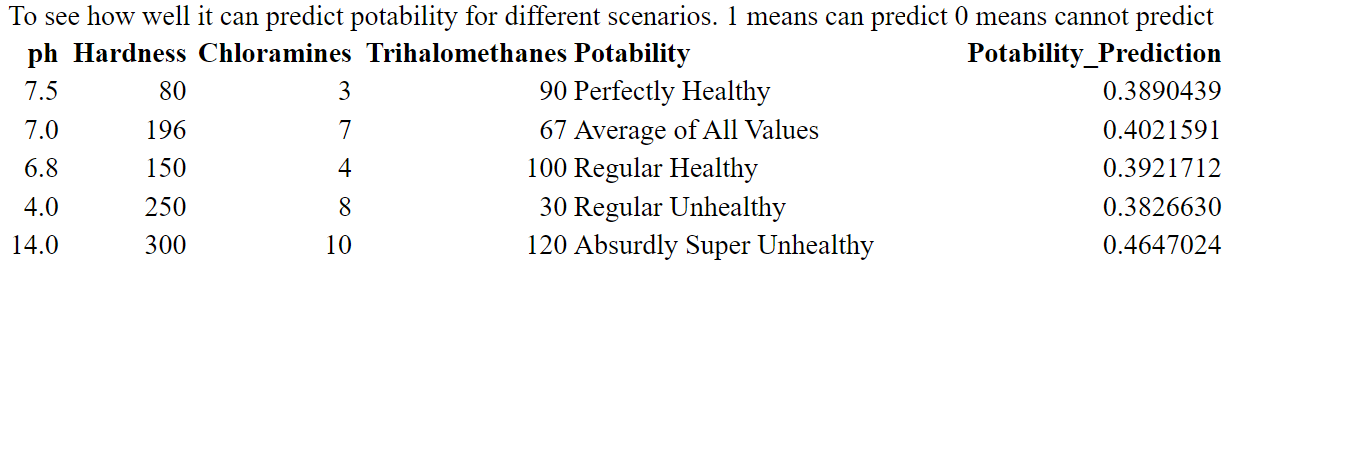 To see how well it can predict potability for different scenarios. 1 means can predict 0 means cannot predict
ph Hardness Chloramines Trihalomethanes Potability Potability_Prediction
7.5 80 3 90 Perfectly Healthy 0.3890439
7.0 196 7 67 Average of All Values 0.4021591
6.8 150 4 100 Regular Healthy 0.3921712
4.0 250 8 30 Regular Unhealthy 0.3826630
14.0 300 10 120 Absurdly Super Unhealthy 0.4647024